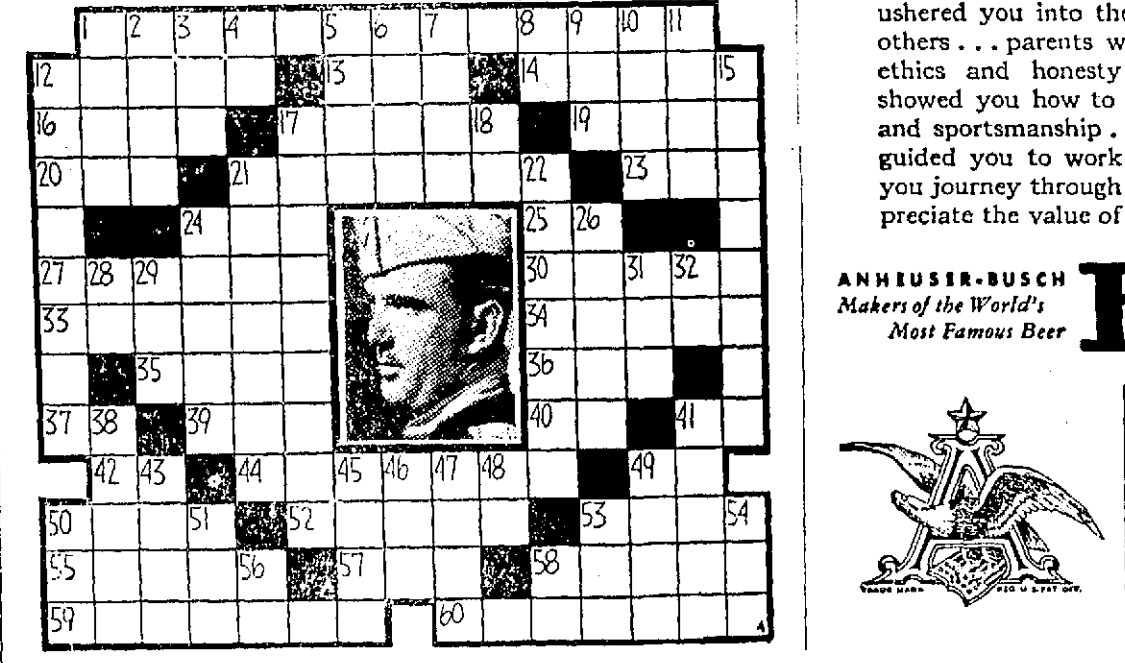 1 2 3 4 5 6 7 8 9 10 11
12 13 14 15
16 17 18 19
20 21 22 23
24 25 26
27 28 29 30 31 32
33 34
35 36
37 38 39 40 41
42 43 44 45 46 47 48 49
50 51 52 53 54
55 56 57 58
59 60
ushered you into the
others... parents w
ethics and honesty
showed you how to
and sportsmanship.
guided you to work
you journey through
preciate the value of
ANHEUSER-BUSCH
Makers of the World's
Most Famous Beer
A
TRADE MARK REG. U.S. PAT. OFF.